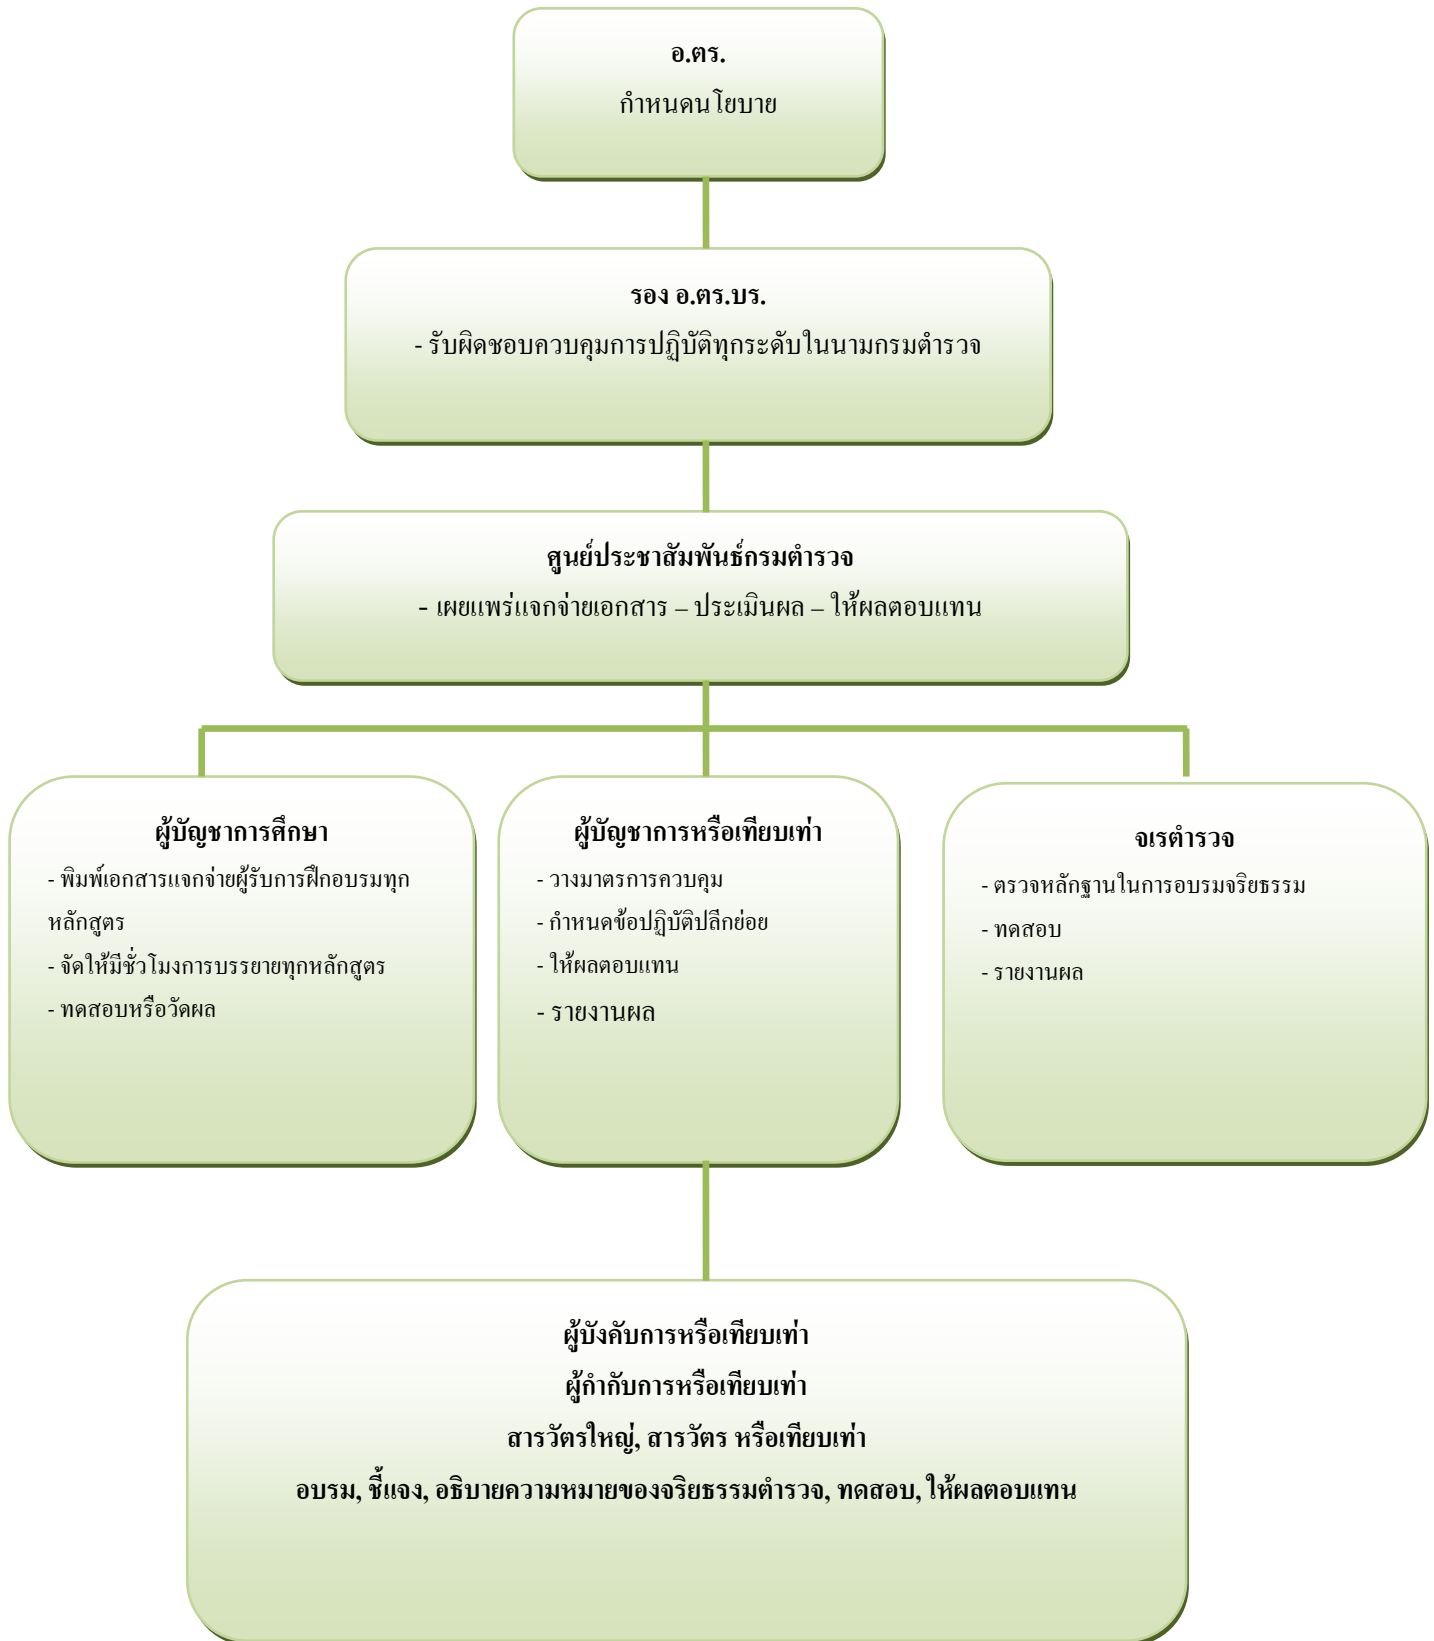 อ.ตร.
กำหนดนโยบาย
รอง อ.ตร.บร.
- รับผิดชอบควบคุมการปฏิบัติทุกระดับในนามกรมตำรวจ
ศูนย์ประชาสัมพันธ์กรมตำรวจ
- เผยแพร่แจกจ่ายเอกสาร – ประเมินผล – ให้ผลตอบแทน
ผู้บัญชาการศึกษา
- พิมพ์เอกสารแจกจ่ายผู้รับการฝึกอบรมทุก
หลักสูตร
- จัดให้มีชั่วโมงการบรรยายทุกหลักสูตร
- ทดสอบหรือวัดผล
ผู้บัญชาการหรือเทียบเท่า
- วางมาตรการควบคุม
- กำหนดข้อปฏิบัติปลีกย่อย
- ให้ผลตอบแทน
- รายงานผล
จเรตำรวจ
- ตรวจหลักฐานในการอบรมจริยธรรม
- ทดสอบ
- รายงานผล
ผู้บังคับการหรือเทียบเท่า
ผู้กำกับการหรือเทียบเท่า
สารวัตรใหญ่, สารวัตร หรือเทียบเท่า
อบรม, ชี้แจง, อธิบายความหมายของจริยธรรมตำรวจ, ทดสอบ, ให้ผลตอบแทน